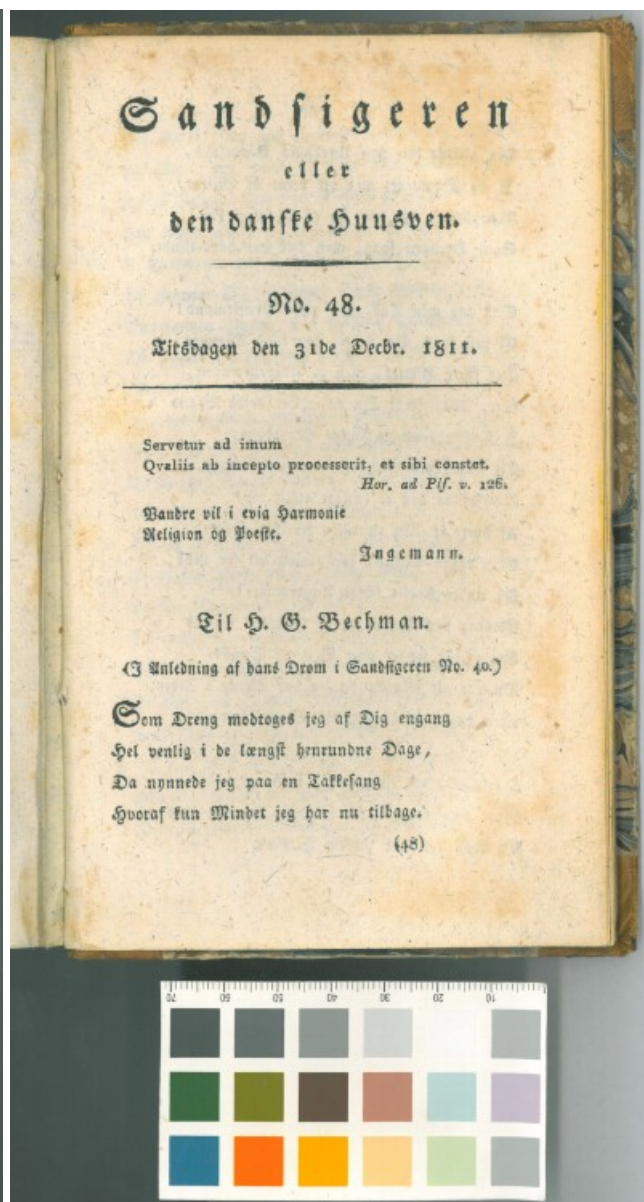 Sandsigeren
eller
den danske Huusven.
No. 48.
Titsdagen den 31de Decbr. 1811.
Servetur ad imum
Qvaliis ab incepto processerit, et sibi constet.
Hor. ad Pis. v. 126.
Vandre vil i evig Harmonie
Religion og Poesie.
Ingemann.
Til H. G. Bechman.
(I Anledning af hans Drøm i Sandsigeren No. 40.)
Som Dreng modtoges jeg af Dig engang
Hel venlig i de længst henrundne Dage,
Da nynnede jeg paa en Takkesang
Hvoraf kun Mindet jeg har nu tilbage.
(48)
70 60 50 40 30 20 10